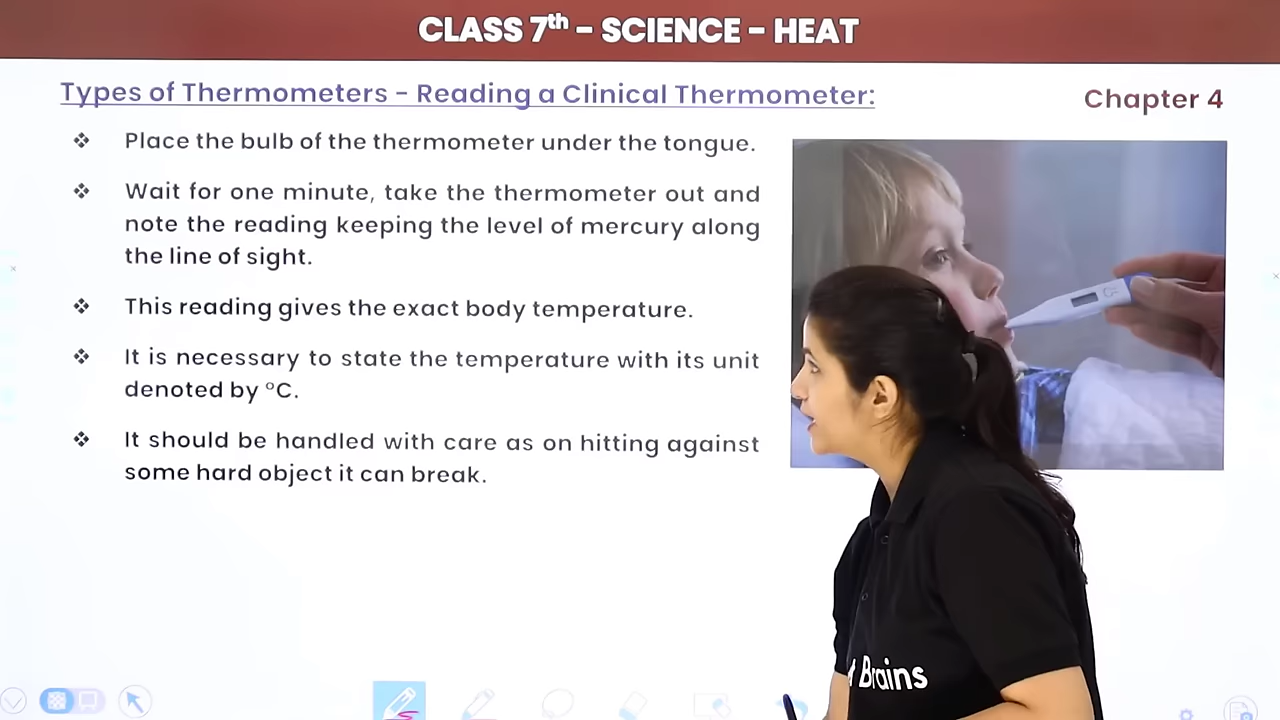 CLASS 7th - SCIENCE - HEAT
Types of Thermometers - Reading a Clinical Thermometer:
Chapter 4
❖ Place the bulb of the thermometer under the tongue.
❖ Wait for one minute, take the thermometer out and
note the reading keeping the level of mercury along
the line of sight.
❖ This reading gives the exact body temperature.
❖ It is necessary to state the temperature with its unit
denoted by °C.
❖ It should be handled with care as on hitting against
some hard object it can break.
Brains